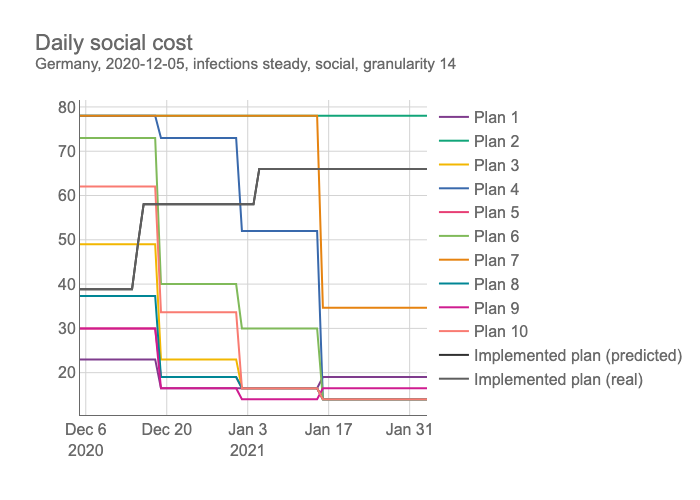 Daily social cost
Germany, 2020-12-05, infections steady, social, granularity 14
80
70
60
50
40
30
20
Dec 6
2020
Dec 20
Jan 3
2021
Jan 17
Jan 31
Plan 1
Plan 2
Plan 3
Plan 4
Plan 5
Plan 6
Plan 7
Plan 8
Plan 9
Plan 10
Implemented plan (predicted)
Implemented plan (real)